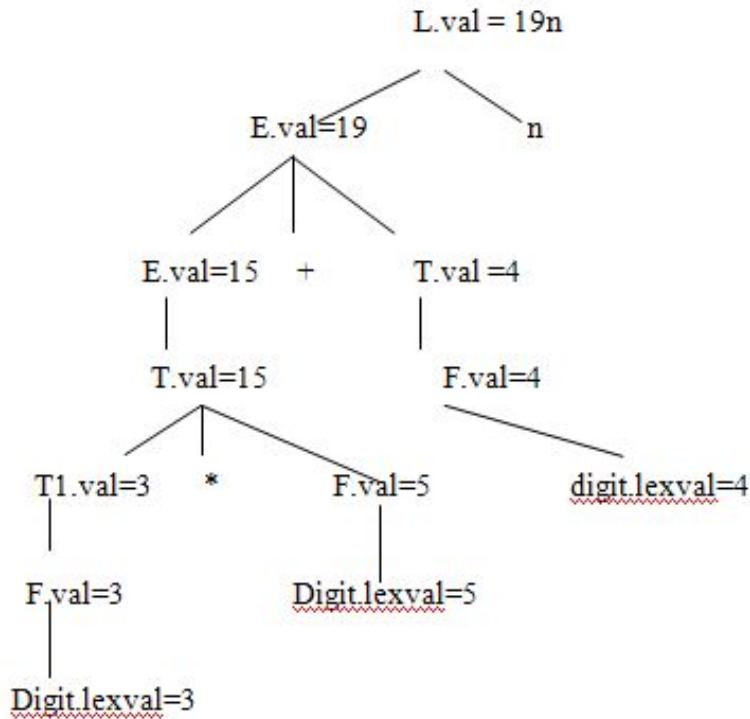 L.val = 19n
E.val=19 n
E.val=15 + T.val =4
T.val=15 F.val=4
T1.val=3 * F.val=5 digit.lexval=4
F.val=3 Digit.lexval=5
Digit.lexval=3